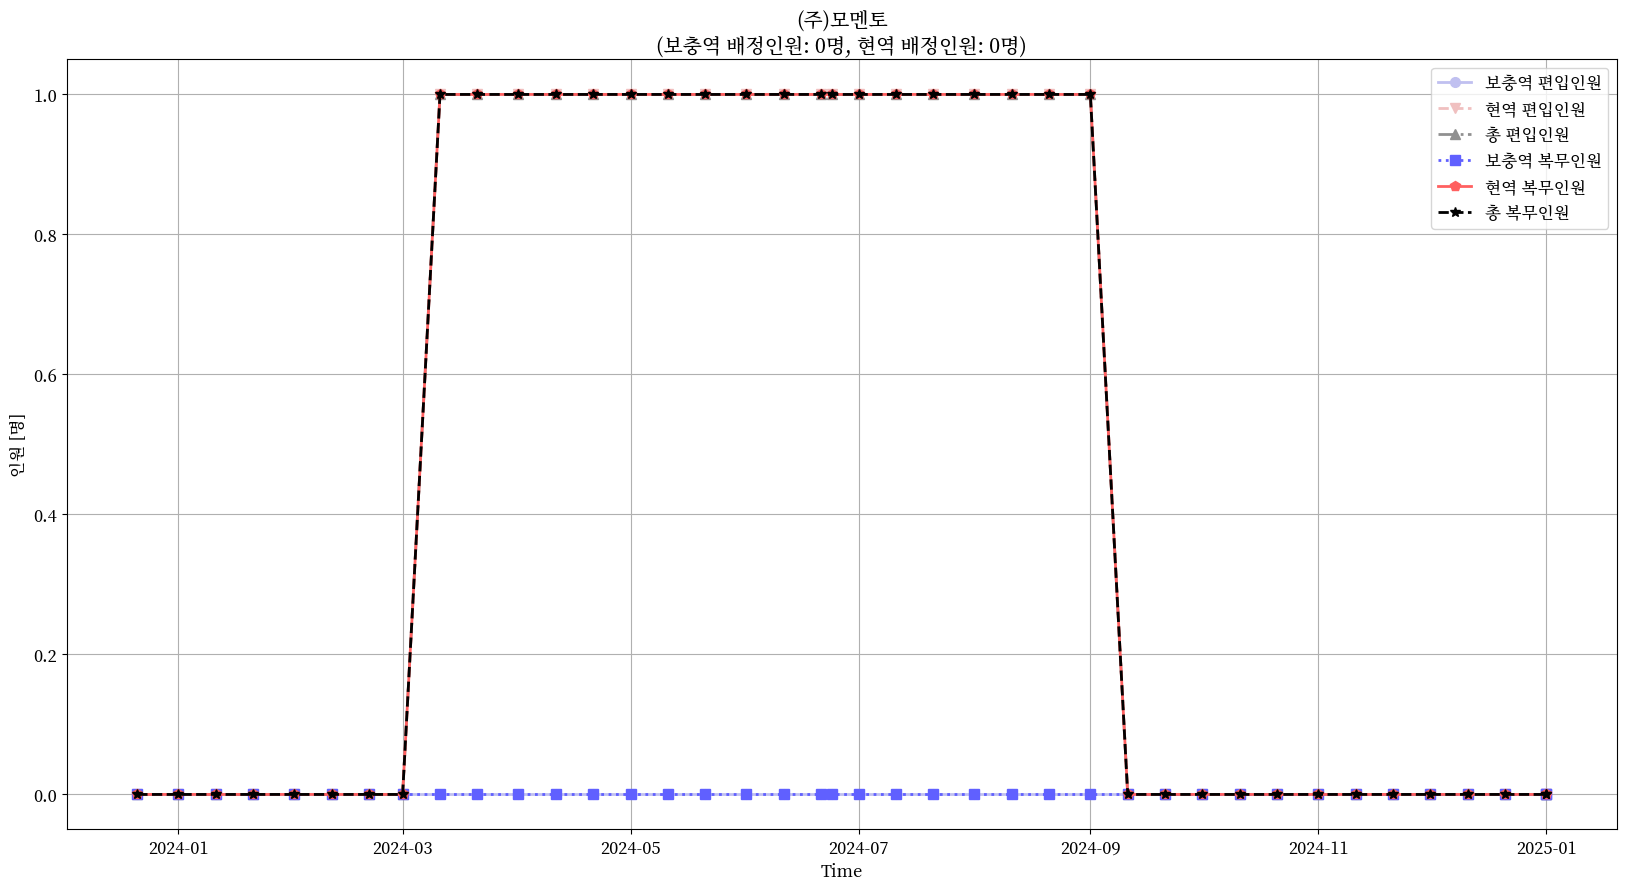 (주)모멘토
(보충역 배정인원: 0명, 현역 배정인원: 0명)
보충역 편입인원
현역 편입인원
총 편입인원
보충역 복무인원
현역 복무인원
총 복무인원
인원 [명]
1.0
0.8
0.6
0.4
0.2
0.0
2024-01
2024-03
2024-05
2024-07
2024-09
2024-11
2025-01
Time